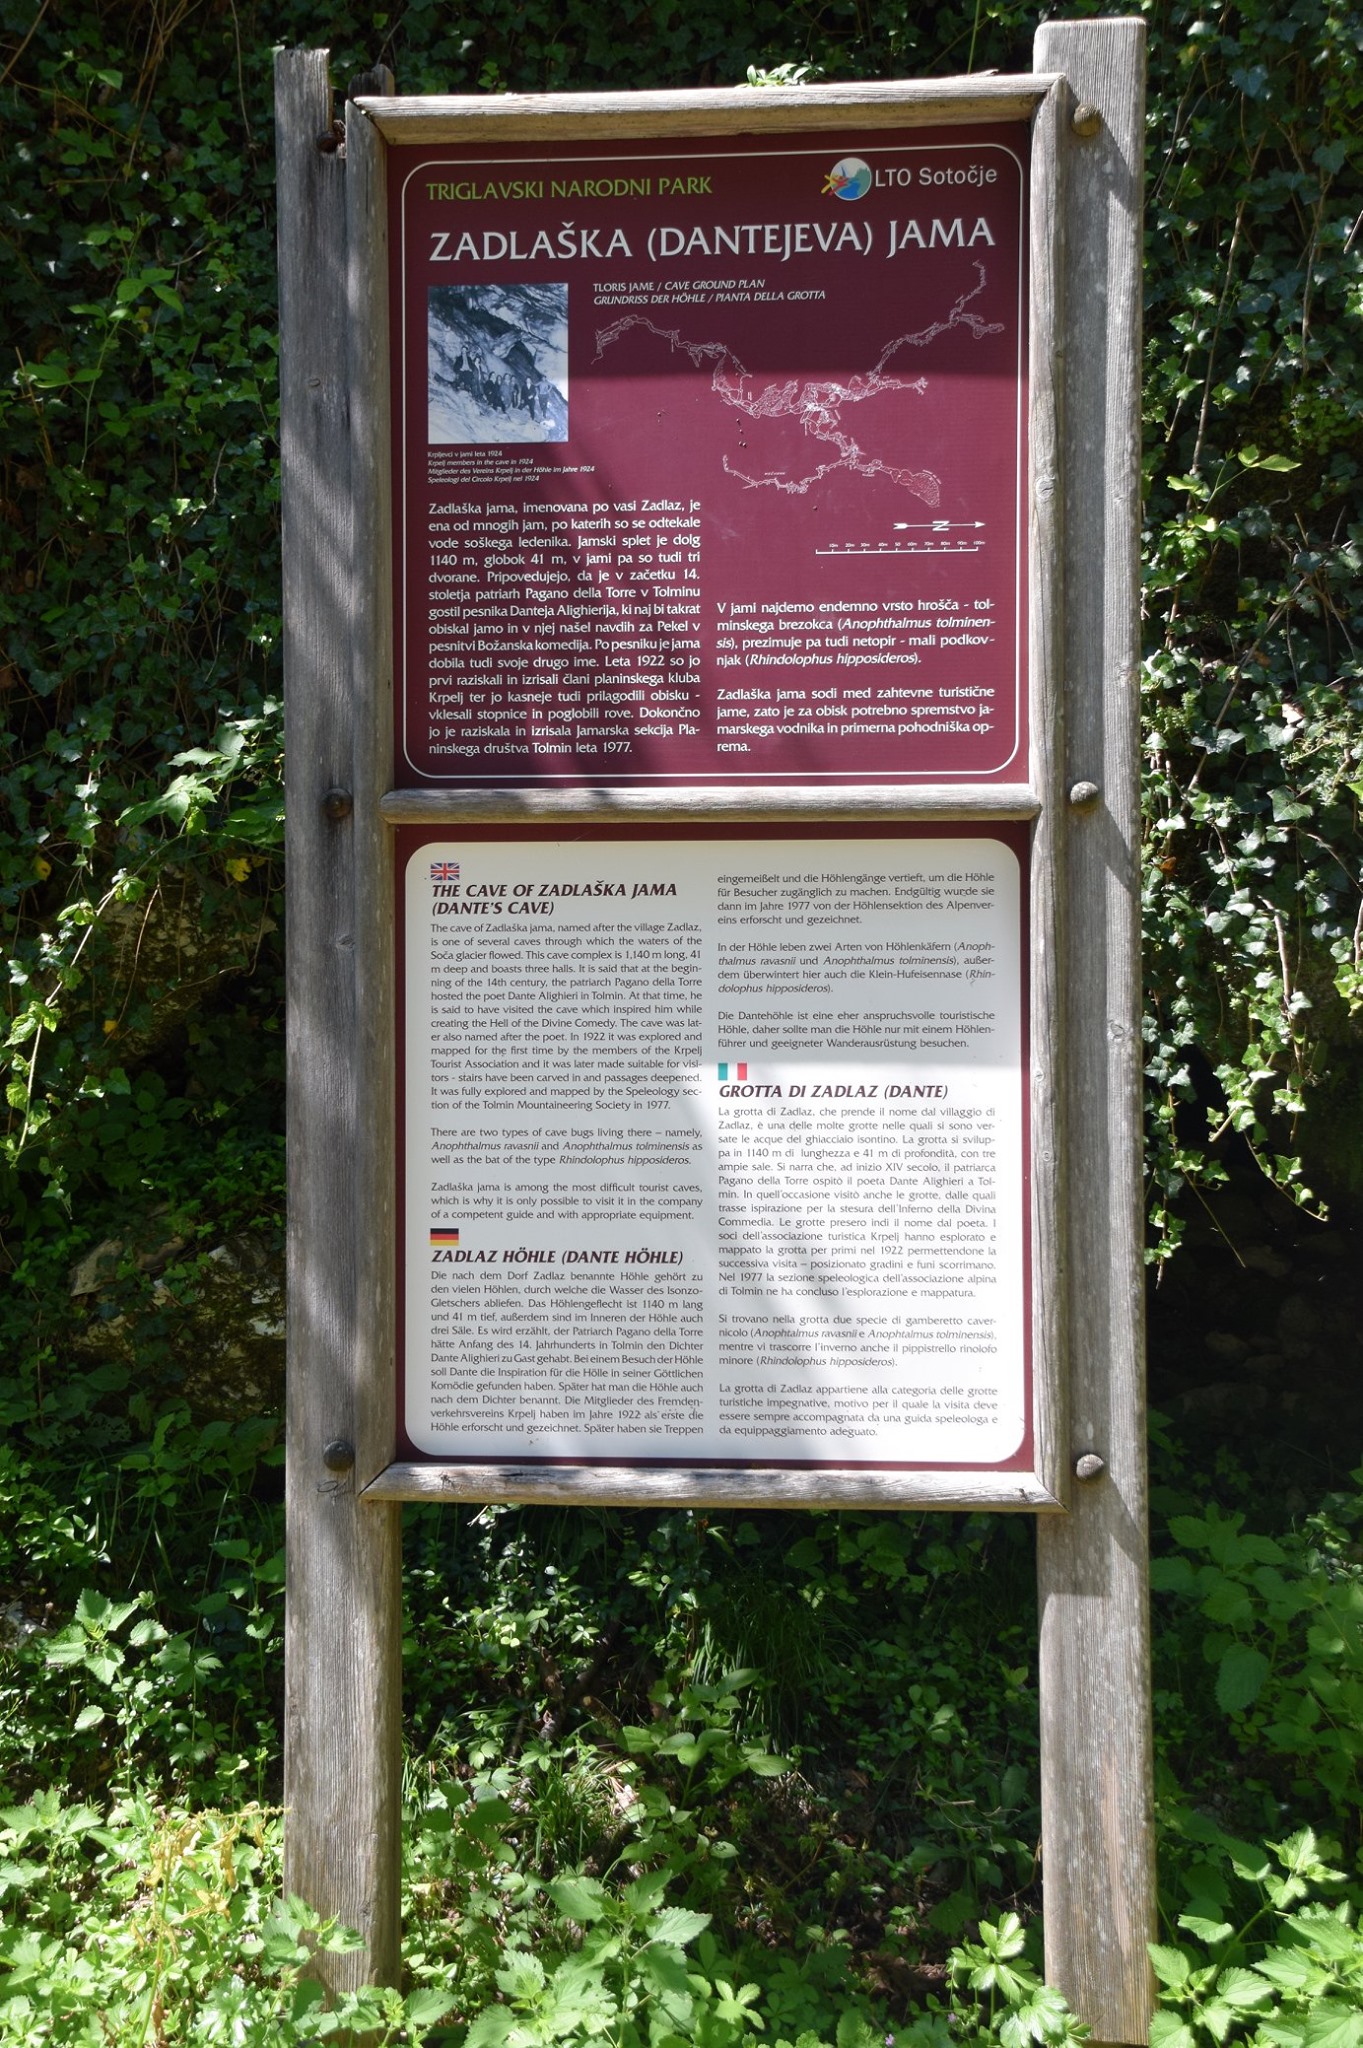 TRIGLAVSKI NARODNI PARK
LTO Sotočje
ZADLAŠKA (DANTEJEVA) JAMA
TLORIS JAME / CAVE GROUND PLAN
GRUNDRISS DER HÖHLE / PIANTA DELLA GROTTA
Krpljevci v jami leta 1924
Krpelj members in the cave in 1924
Mitglieder des Vereins Krpelj in der Höhle im Jahre 1924
Speleologi del Circolo Krpelj nel 1924
N
Zadlaška jama, imenovana po vasi Zadlaz, je
ena od mnogih jam, po katerih so se odtekale
vode soškega ledenika. Jamski splet je dolg
1140 m, globok 41 m, v jami pa so tudi tri
dvorane. Pripovedujejo, da je v začetku 14.
stoletja patriarh Pagano della Torre v Tolminu
gostil pesnika Danteja Alighierija, ki naj bi takrat
obiskal jamo in v njej našel navdih za Pekel v
pesnitvi Božanska komedija. Po pesniku je jama
dobila tudi svoje drugo ime. Leta 1922 so jo
prvi raziskali in izrisali člani planinskega kluba
Krpelj ter jo kasneje tudi prilagodili obisku -
vklesali stopnice in poglobili rove. Dokončno
jo je raziskala in izrisala Jamarska sekcija Pla-
ninskega društva Tolmin leta 1977.
V jami najdemo endemno vrsto hrošča - tol-
minskega brezokca (Anophthalmus tolminen-
sis), prezimuje pa tudi netopir - mali podkov-
njak (Rhindolophus hipposideros).
Zadlaška jama sodi med zahtevne turistične
jame, zato je za obisk potrebno spremstvo ja-
marskega vodnika in primerna pohodniška op-
rema.
THE CAVE OF ZADLAŠKA JAMA
(DANTE'S CAVE)
The cave of Zadlaška jama, named after the village Zadlaz,
is one of several caves through which the waters of the
Soča glacier flowed. This cave complex is 1,140 m long, 41
m deep and boasts three halls. It is said that at the begin-
ning of the 14th century, the patriarch Pagano della Torre
hosted the poet Dante Alighieri in Tolmin. At that time, he
is said to have visited the cave which inspired him while
creating the Hell of the Divine Comedy. The cave was lat-
er also named after the poet. In 1922 it was explored and
mapped for the first time by the members of the Krpelj
Tourist Association and it was later made suitable for visi-
tors - stairs have been carved in and passages deepened.
It was fully explored and mapped by the Speleology sec-
tion of the Tolmin Mountaineering Society in 1977.
There are two types of cave bugs living there – namely,
Anophthalmus ravasnii and Anophthalmus tolminensis as
well as the bat of the type Rhindolophus hipposideros.
Zadlaška jama is among the most difficult tourist caves,
which is why it is only possible to visit it in the company
of a competent guide and with appropriate equipment.
ZADLAZ HÖHLE (DANTE HÖHLE)
Die nach dem Dorf Zadlaz benannte Höhle gehört zu
den vielen Höhlen, durch welche die Wasser des Isonzo-
Gletschers abliefen. Das Höhlengeflecht ist 1140 m lang
und 41 m tief, außerdem sind im Inneren der Höhle auch
drei Säle. Es wird erzählt, der Patriarch Pagano della Torre
hätte Anfang des 14. Jahrhunderts in Tolmin den Dichter
Dante Alighieri zu Gast gehabt. Bei einem Besuch der Höhle
soll Dante die Inspiration für die Hölle in seiner Göttlichen
Komödie gefunden haben. Später hat man die Höhle auch
nach dem Dichter benannt. Die Mitglieder des Fremden-
verkehrsvereins Krpelj haben im Jahre 1922 als erste die
Höhle erforscht und gezeichnet. Später haben sie Treppen
eingemeißelt und die Höhlengänge vertieft, um die Höhle
für Besucher zugänglich zu machen. Endgültig wurde sie
dann im Jahre 1977 von der Höhlensektion des Alpenver-
eins erforscht und gezeichnet.
In der Höhle leben zwei Arten von Höhlenkäfern (Anoph-
thalmus ravasnii und Anophthalmus tolminensis), außer-
dem überwintert hier auch die Klein-Hufeisennase (Rhin-
dolophus hipposideros).
Die Dantehöhle ist eine eher anspruchsvolle touristische
Höhle, daher sollte man die Höhle nur mit einem Höhlen-
führer und geeigneter Wanderausrüstung besuchen.
GROTTA DI ZADLAZ (DANTE)
La grotta di Zadlaz, che prende il nome dal villaggio di
Zadlaz, è una delle molte grotte nelle quali si sono ver-
sate le acque del ghiacciaio isontino. La grotta si svilup-
pa in 1140 m di lunghezza e 41 m di profondità, con tre
ampie sale. Si narra che, ad inizio XIV secolo, il patriarca
Pagano della Torre ospitò il poeta Dante Alighieri a Tol-
min. In quell'occasione visitò anche le grotte, dalle quali
trasse ispirazione per la stesura dell'Inferno della Divina
Commedia. Le grotte presero indi il nome dal poeta. I
soci dell'associazione turistica Krpelj hanno esplorato e
mappato la grotta per primi nel 1922 permettendone la
successiva visita – posizionato gradini e funi scorrimano.
Nel 1977 la sezione speleologica dell'associazione alpina
di Tolmin ne ha concluso l'esplorazione e mappatura.
Si trovano nella grotta due specie di gamberetto caver-
nicolo (Anophtalmus ravasnii e Anophtalmus tolminensis),
mentre vi trascorre l'inverno anche il pippistrello rinolofo
minore (Rhindolophus hipposideros).
La grotta di Zadlaz appartiene alla categoria delle grotte
turistiche impegnative, motivo per il quale la visita deve
essere sempre accompagnata da una guida speleologa e
da equippaggiamento adeguato.